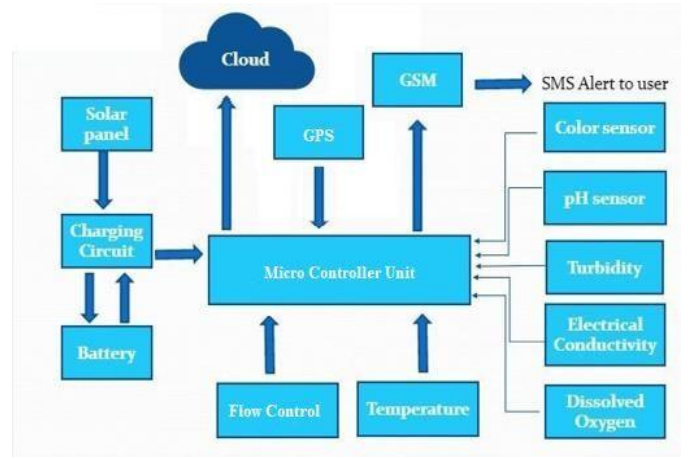 Cloud
GSM
SMS Alert to user
Solar
panel
GPS
Color sensor
pH sensor
Charging
Circuit
Micro Controller Unit
Turbidity
Battery
Electrical
Conductivity
Flow Control
Temperature
Dissolved
Oxygen